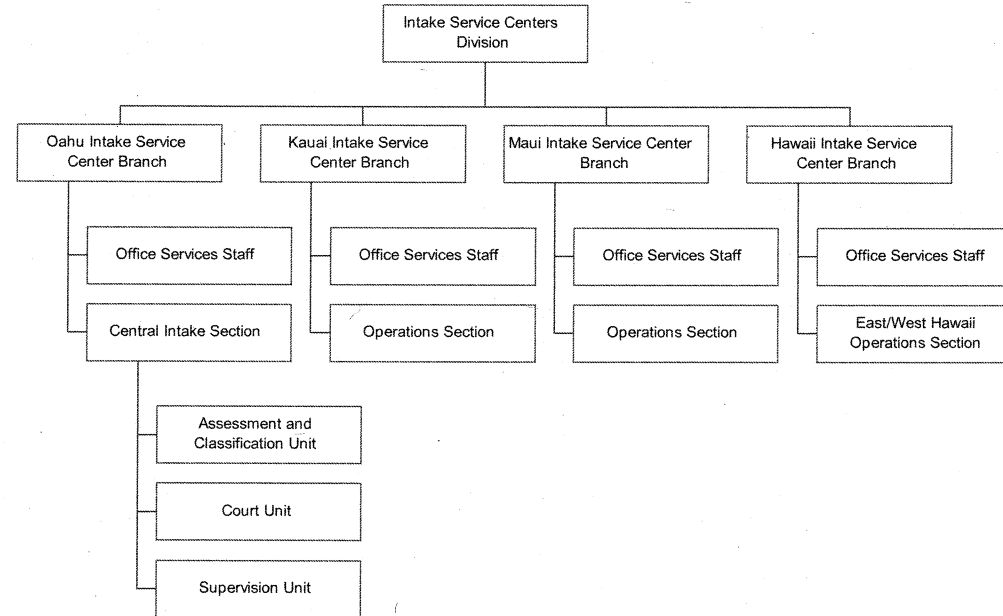 Intake Service Centers
Division
Oahu Intake Service
Center Branch
Kauai Intake Service
Center Branch
Maui Intake Service Center
Branch
Hawaii Intake Service
Center Branch
Office Services Staff
Office Services Staff
Office Services Staff
Office Services Staff
Central Intake Section
Operations Section
Operations Section
East/West Hawaii
Operations Section
Assessment and
Classification Unit
Court Unit
Supervision Unit